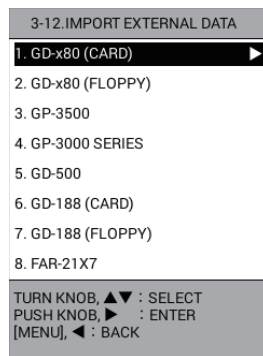 3-12.IMPORT EXTERNAL DATA
1. GD-x80 (CARD) ▶
2. GD-x80 (FLOPPY)
3. GP-3500
4. GP-3000 SERIES
5. GD-500
6. GD-188 (CARD)
7. GD-188 (FLOPPY)
8. FAR-21X7
TURN KNOB, ▲▼ : SELECT
PUSH KNOB, ▶ : ENTER
[MENU], ◀ : BACK